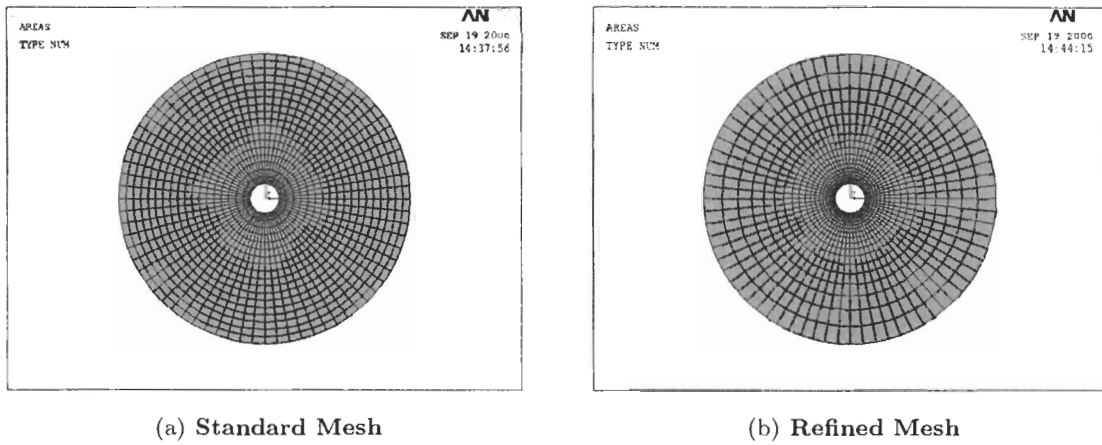 AREAS
TYPE NUM
SEP 19 2006
14:37:56
(a) Standard Mesh
AREAS
TYPE NUM
SEP 19 2006
14:44:15
(b) Refined Mesh